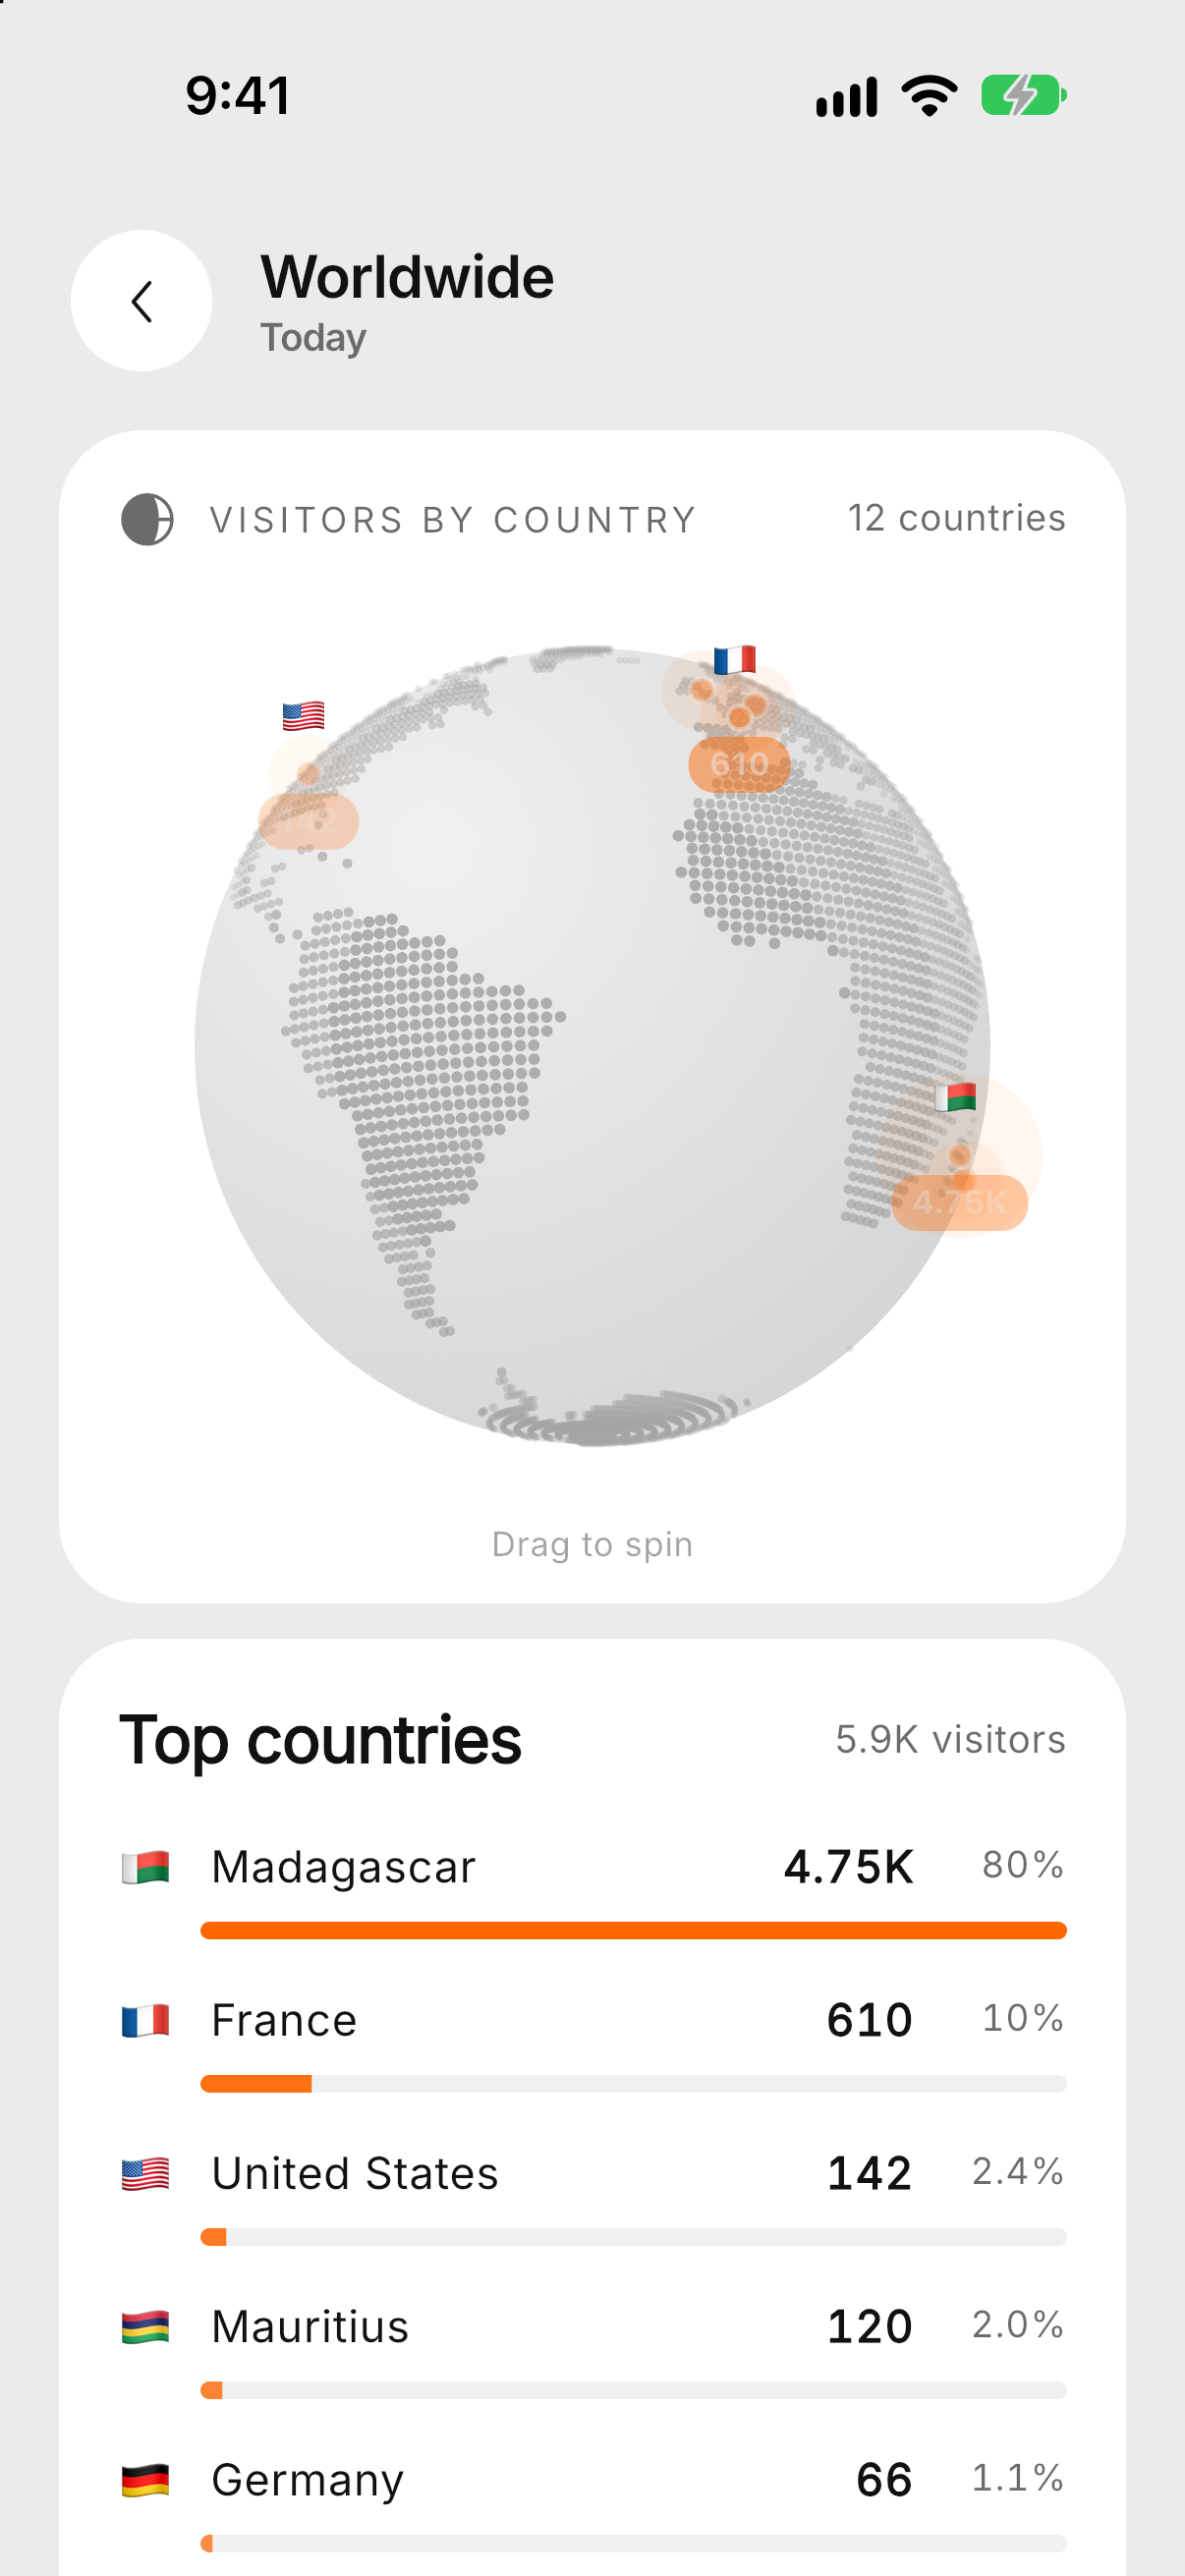 9:41
Worldwide
Today
VISITORS BY COUNTRY
12 countries
610
142
4.75K
Drag to spin
Top countries
5.9K visitors
Madagascar 4.75K 80%
France 610 10%
United States 142 2.4%
Mauritius 120 2.0%
Germany 66 1.1%